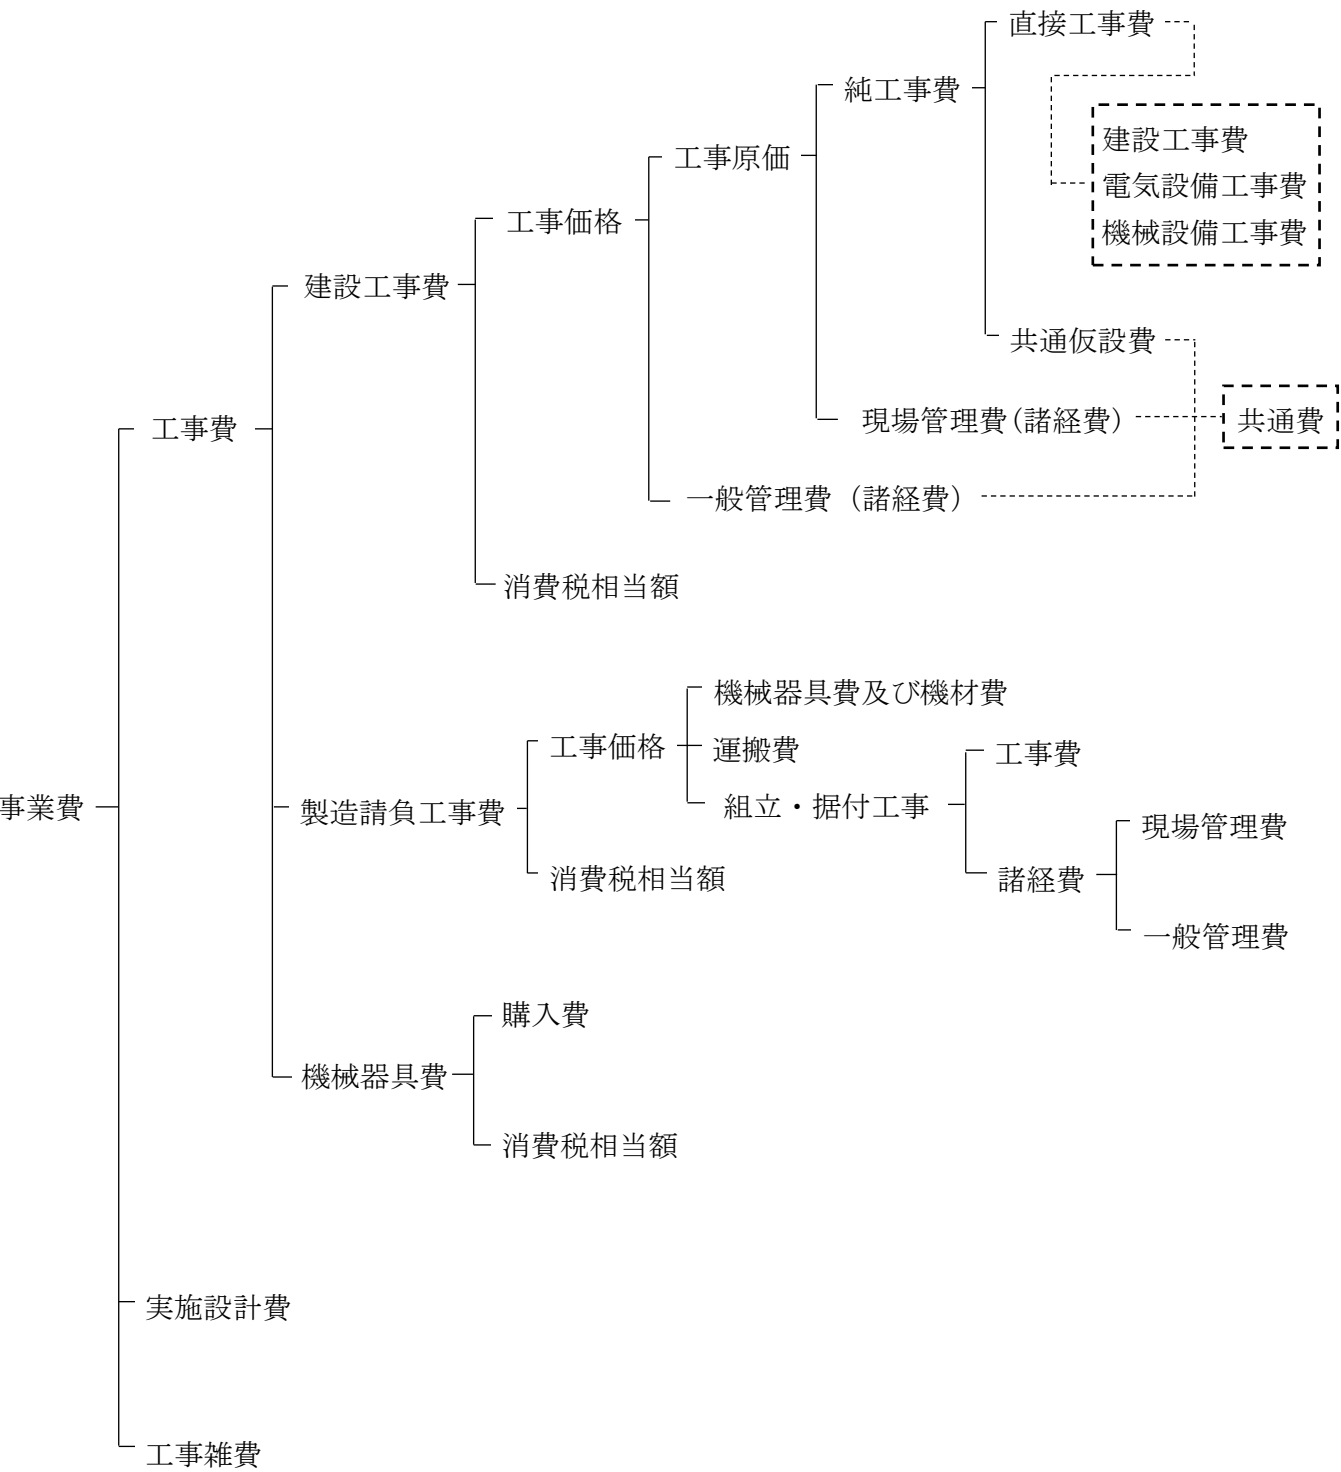 直接工事費
純工事費
建設工事費
電気設備工事費
機械設備工事費
工事原価
工事価格
建設工事費
共通仮設費
工事費
現場管理費(諸経費)
共通費
一般管理費（諸経費）
消費税相当額
機械器具費及び機材費
工事価格
運搬費
工事費
事業費
製造請負工事費
組立・据付工事
現場管理費
消費税相当額
諸経費
一般管理費
購入費
機械器具費
消費税相当額
実施設計費
工事雑費